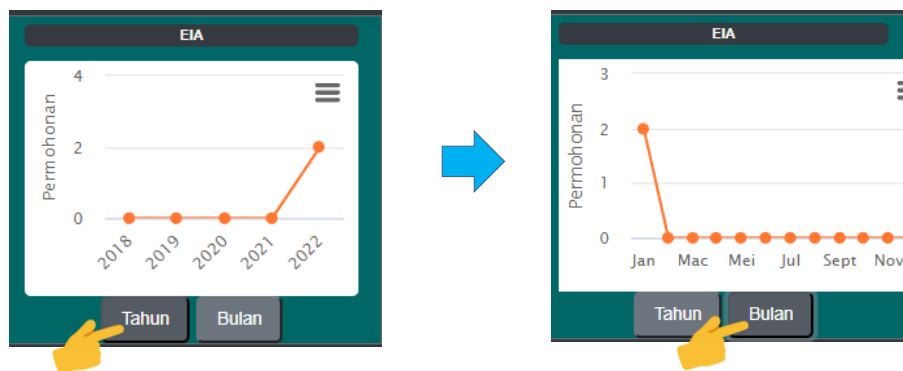 EIA
4
2
0
Permohonan
2018 2019 2020 2021 2022
Tahun Bulan
EIA
3
2
1
0
Permohonan
Jan Mac Mei Jul Sept Nov
Tahun Bulan